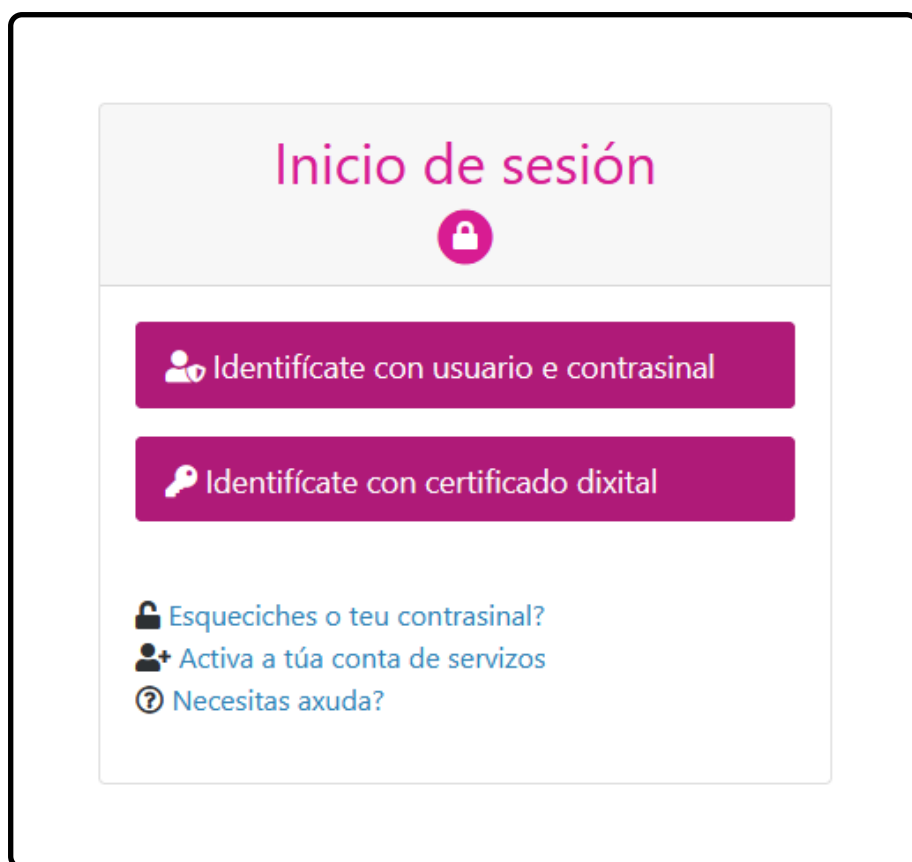 Inicio de sesión
Identifícate con usuario e contrasinal
Identifícate con certificado dixital
Esqueciches o teu contrasinal?
Activa a túa conta de servizos
Necesitas axuda?